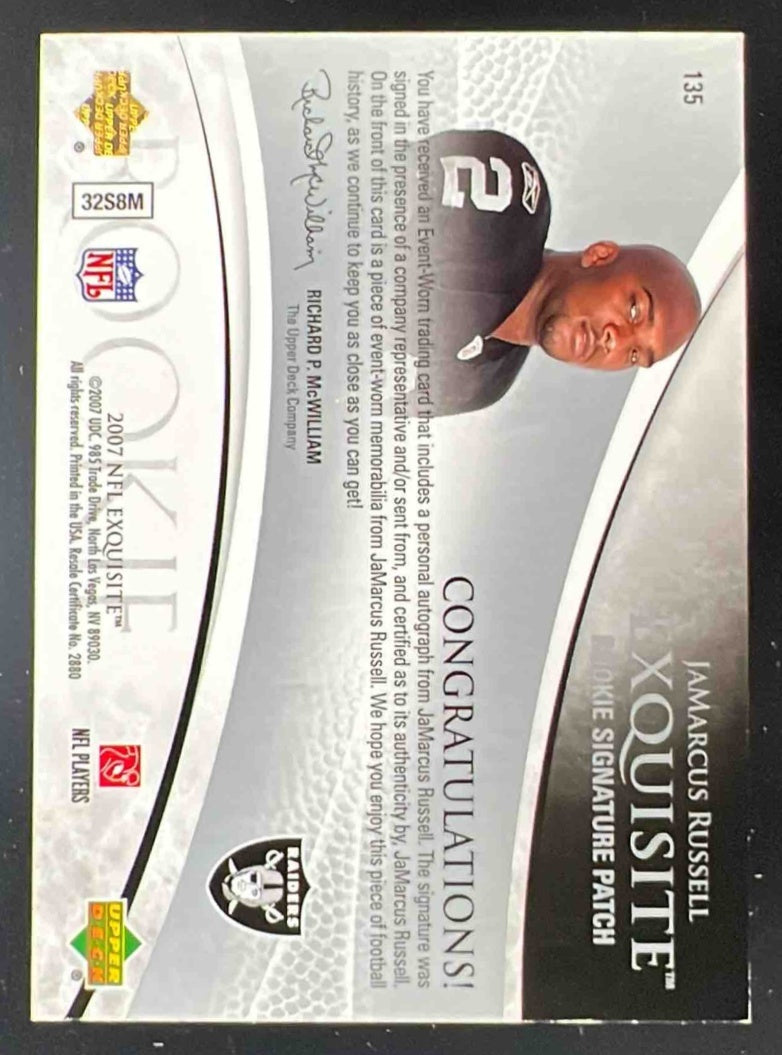 135
JAMARCUS RUSSELL
EXQUISITE™
ROOKIE SIGNATURE PATCH
2
CONGRATULATIONS!
You have received an Event-Worn trading card that includes a personal autograph from JaMarcus Russell. The signature was
signed in the presence of a company representative and/or sent from, and certified as to its authenticity by, JaMarcus Russell.
On the front of this card is a piece of event-worn memorabilia from JaMarcus Russell. We hope you enjoy this piece of football
history, as we continue to keep you as close as you can get!
Richard P. McWilliam
RICHARD P. McWILLIAM
The Upper Deck Company
RAIDERS
ROOKIE
32S8M
NFL
2007 NFL EXQUISITE™
©2007 UDC. 985 Trade Drive, North Las Vegas, NV 89030.
All rights reserved. Printed in the USA. Resale Certificate No. 2880
NFL PLAYERS
UPPER
DECK